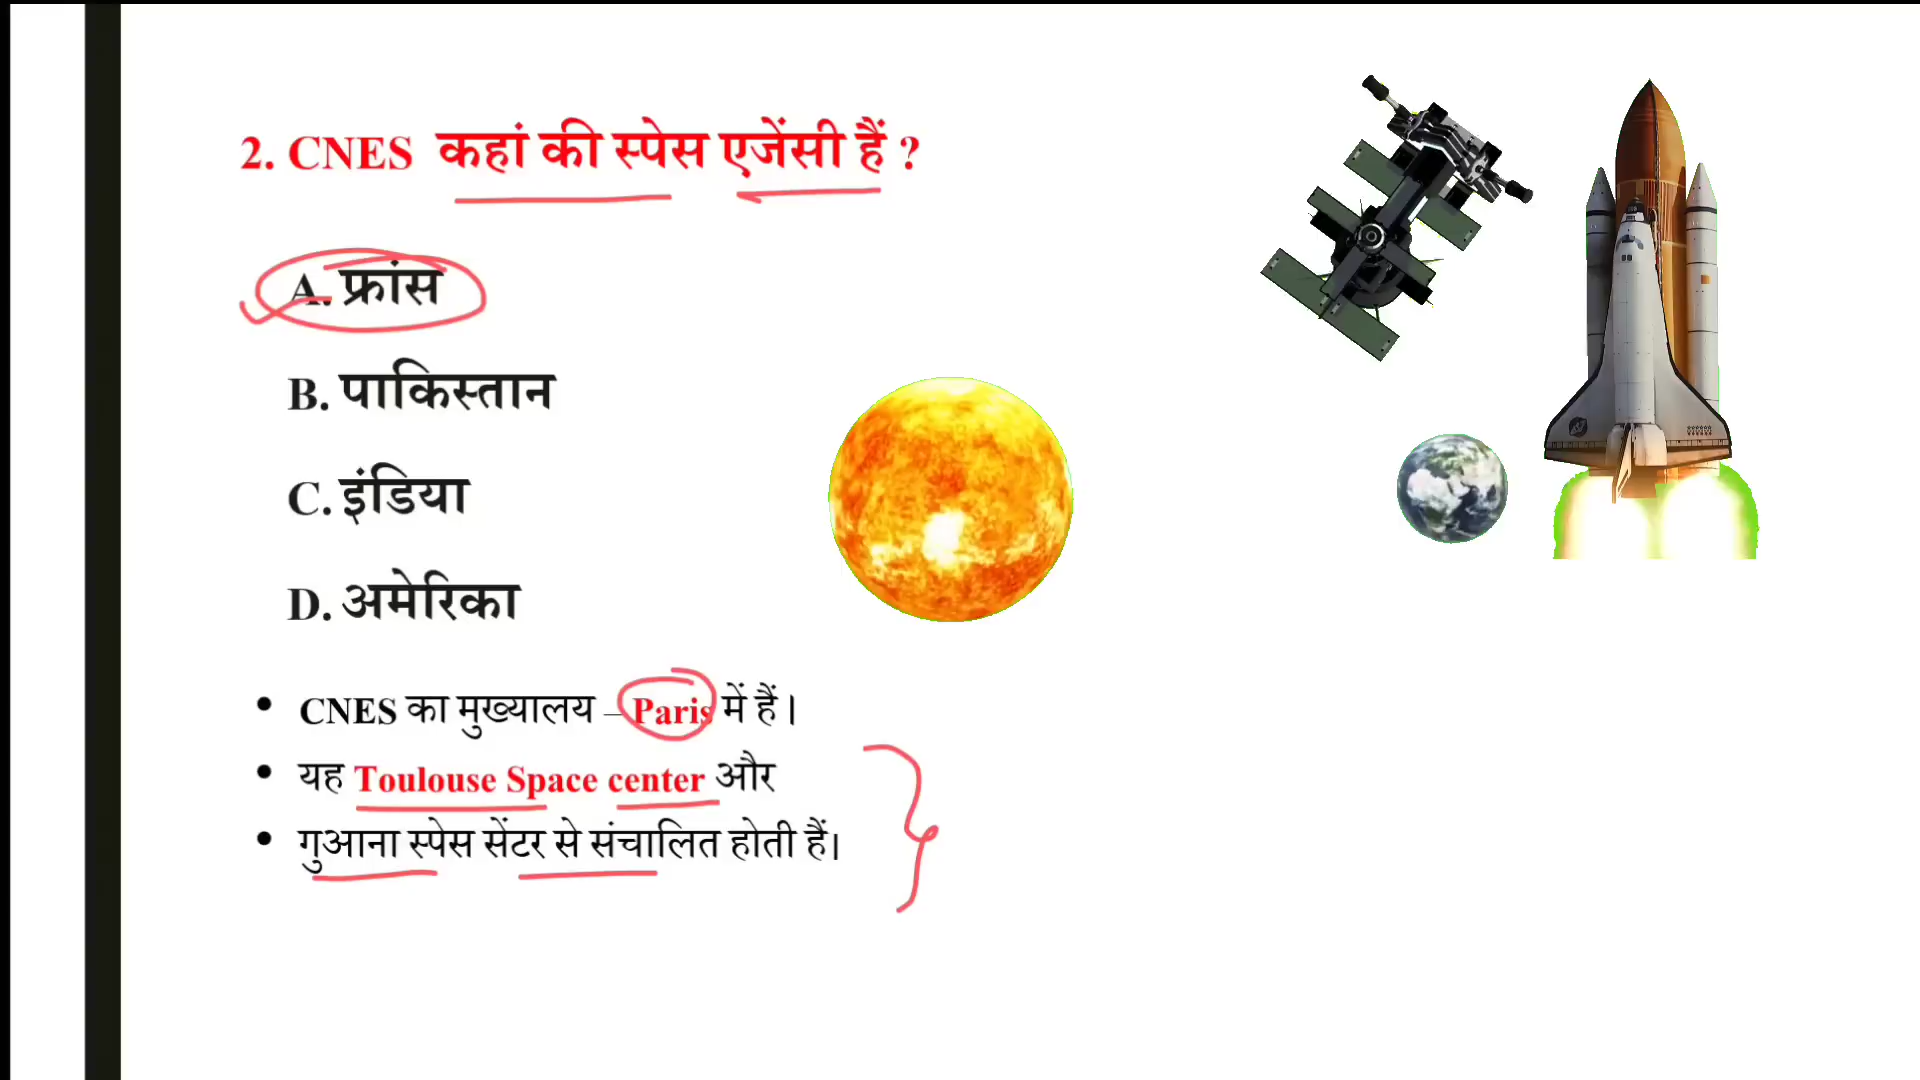 2. CNES कहां की स्पेस एजेंसी हैं ?
A. फ्रांस
B. पाकिस्तान
C. इंडिया
D. अमेरिका
• CNES का मुख्यालय – Paris में हैं।
• यह Toulouse Space center और
• गुआना स्पेस सेंटर से संचालित होती हैं।